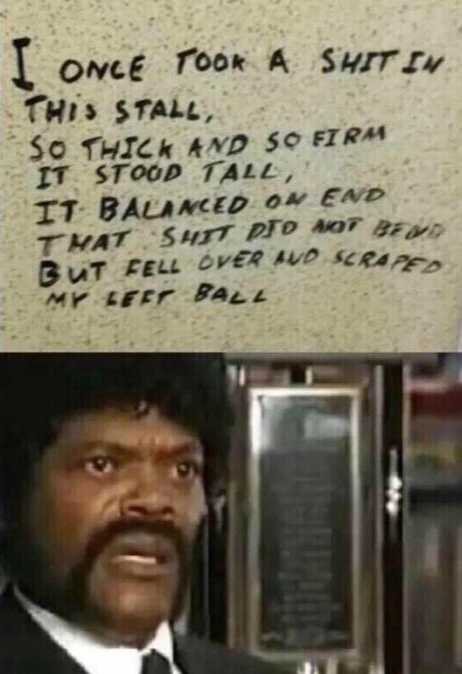 I ONCE TOOK A SHIT IN
THIS STALL,
SO THICK AND SO FIRM
IT STOOD TALL,
IT BALANCED ON END
THAT SHIT DID NOT BEND
BUT FELL OVER AND SCRAPED
MY LEFT BALL